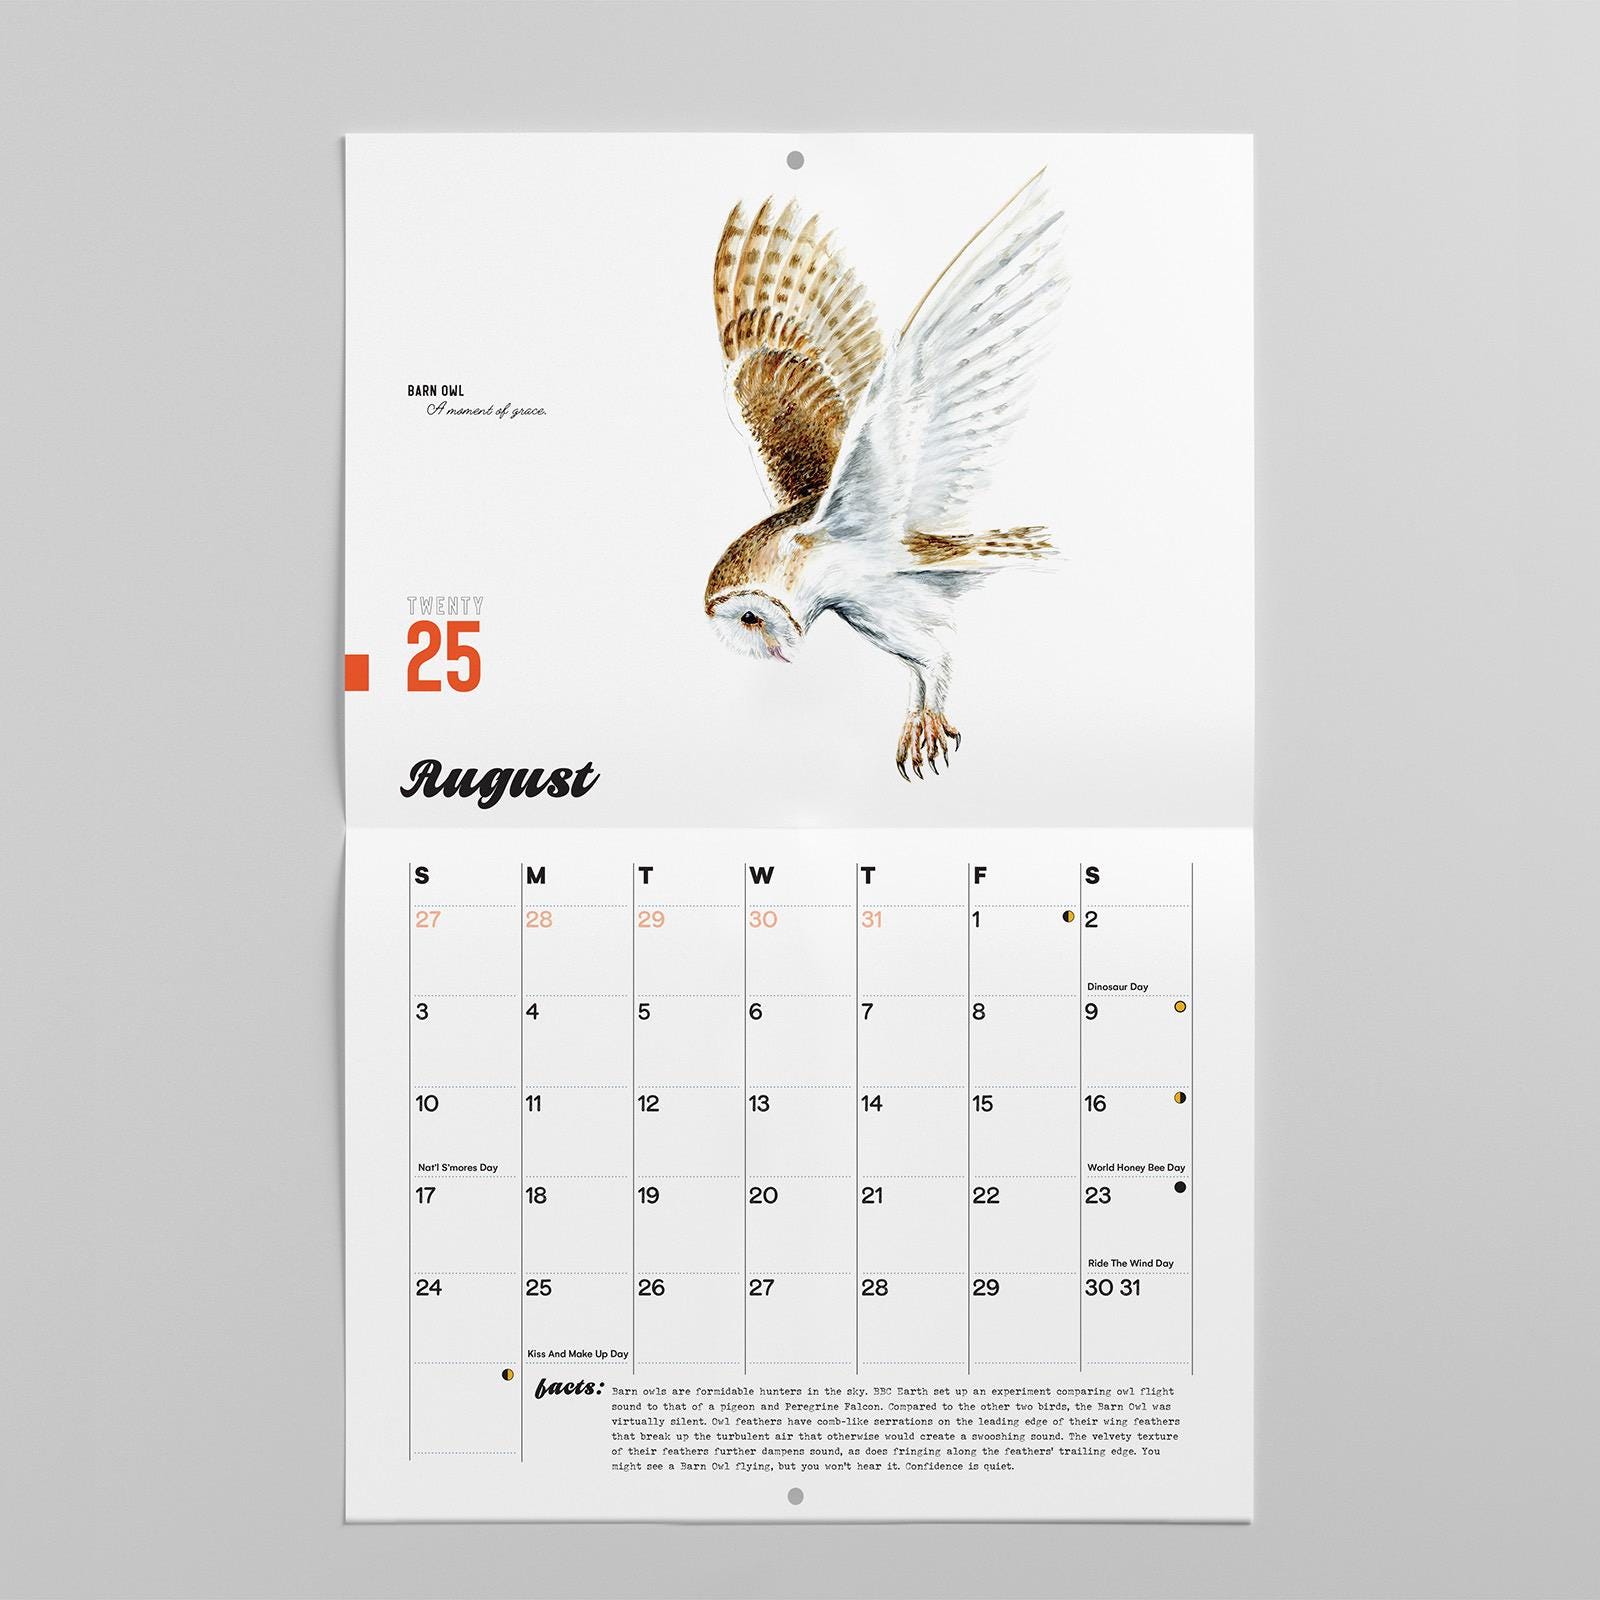 BARN OWL
A moment of grace.
TWENTY
25
August
S M T W T F S
27 28 29 30 31 1 2
Dinosaur Day
3 4 5 6 7 8 9
10 11 12 13 14 15 16
Nat'l S'mores Day World Honey Bee Day
17 18 19 20 21 22 23
Ride The Wind Day
24 25 26 27 28 29 30 31
Kiss And Make Up Day
facts: Barn owls are formidable hunters in the sky. BBC Earth set up an experiment comparing owl flight
sound to that of a pigeon and Peregrine Falcon. Compared to the other two birds, the Barn Owl was
virtually silent. Owl feathers have comb-like serrations on the leading edge of their wing feathers
that break up the turbulent air that otherwise would create a swooshing sound. The velvety texture
of their feathers further dampens sound, as does fringing along the feathers' trailing edge. You
might see a Barn Owl flying, but you won't hear it. Confidence is quiet.